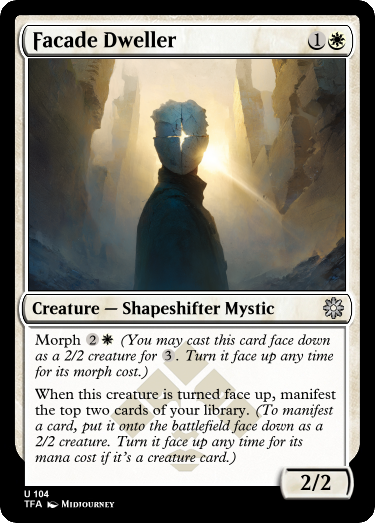 Facade Dweller 1
Creature — Shapeshifter Mystic
Morph 2 (You may cast this card face down
as a 2/2 creature for 3. Turn it face up any time
for its morph cost.)
When this creature is turned face up, manifest
the top two cards of your library. (To manifest
a card, put it onto the battlefield face down as a
2/2 creature. Turn it face up any time for its
mana cost if it's a creature card.)
2/2
U 104
TFA Midjourney